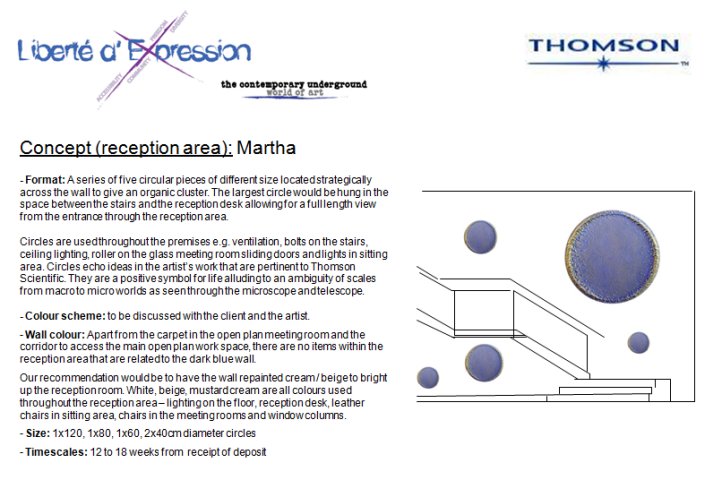 Liberté d'Expression
FREEDOM
DIVERSITY
ACCESSIBILITY
COMMUNITY
the contemporary underground
world of art
THOMSON
TM
Concept (reception area): Martha
- Format: A series of five circular pieces of different size located strategically
across the wall to give an organic cluster. The largest circle would be hung in the
space between the stairs and the reception desk allowing for a full length view
from the entrance through the reception area.
Circles are used throughout the premises e.g. ventilation, bolts on the stairs,
ceiling lighting, roller on the glass meeting room sliding doors and lights in sitting
area. Circles echo ideas in the artist's work that are pertinent to Thomson
Scientific. They are a positive symbol for life alluding to an ambiguity of scales
from macro to micro worlds as seen through the microscope and telescope.
- Colour scheme: to be discussed with the client and the artist.
- Wall colour: Apart from the carpet in the open plan meeting room and the
corridor to access the main open plan work space, there are no items within the
reception area that are related to the dark blue wall.
Our recommendation would be to have the wall repainted cream / beige to bright
up the reception room. White, beige, mustard cream are all colours used
throughout the reception area – lighting on the floor, reception desk, leather
chairs in sitting area, chairs in the meeting rooms and window columns.
- Size: 1x120, 1x80, 1x60, 2x40cm diameter circles
- Timescales: 12 to 18 weeks from receipt of deposit